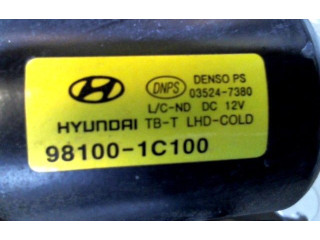 DNPS DENSO PS
03524-7380
L/C-ND DC 12V
HYUNDAI TB-T LHD-COLD
98100-1C100